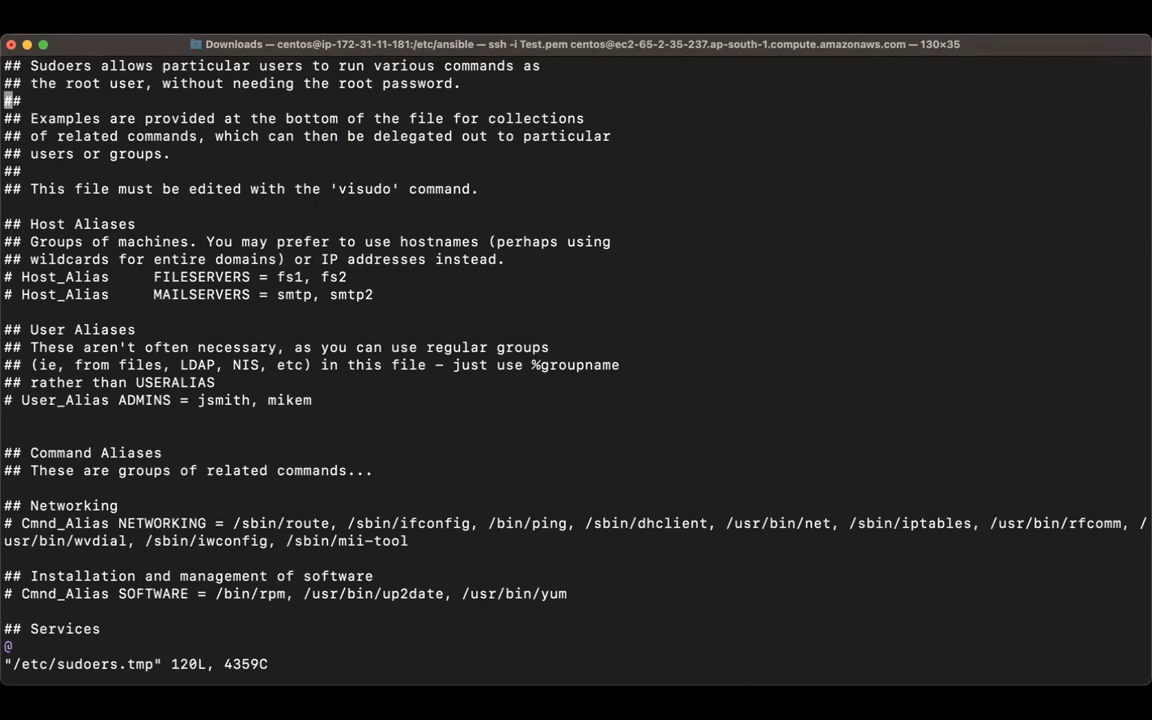 Downloads — centos@ip-172-31-11-181:/etc/ansible — ssh -i Test.pem centos@ec2-65-2-35-237.ap-south-1.compute.amazonaws.com — 130×35
## Sudoers allows particular users to run various commands as
## the root user, without needing the root password.
##
## Examples are provided at the bottom of the file for collections
## of related commands, which can then be delegated out to particular
## users or groups.
##
## This file must be edited with the 'visudo' command.
## Host Aliases
## Groups of machines. You may prefer to use hostnames (perhaps using
## wildcards for entire domains) or IP addresses instead.
# Host_Alias     FILESERVERS = fs1, fs2
# Host_Alias     MAILSERVERS = smtp, smtp2
## User Aliases
## These aren't often necessary, as you can use regular groups
## (ie, from files, LDAP, NIS, etc) in this file - just use %groupname
## rather than USERALIAS
# User_Alias ADMINS = jsmith, mikem
## Command Aliases
## These are groups of related commands...
## Networking
# Cmnd_Alias NETWORKING = /sbin/route, /sbin/ifconfig, /bin/ping, /sbin/dhclient, /usr/bin/net, /sbin/iptables, /usr/bin/rfcomm, /
usr/bin/wvdial, /sbin/iwconfig, /sbin/mii-tool
## Installation and management of software
# Cmnd_Alias SOFTWARE = /bin/rpm, /usr/bin/up2date, /usr/bin/yum
## Services
@
"/etc/sudoers.tmp" 120L, 4359C